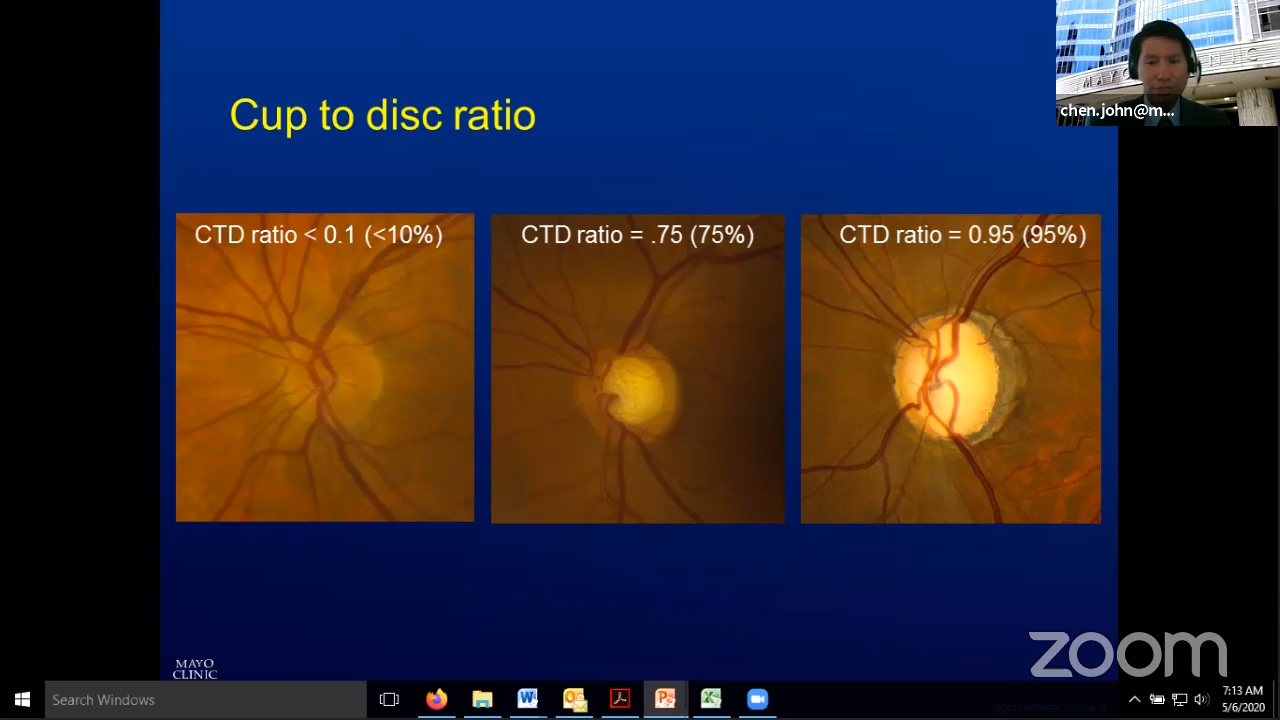 Cup to disc ratio
CTD ratio < 0.1 (<10%)
CTD ratio = .75 (75%)
CTD ratio = 0.95 (95%)
chen.john@m...
MAYO
CLINIC
zoom
Search Windows
7:13 AM
5/6/2020